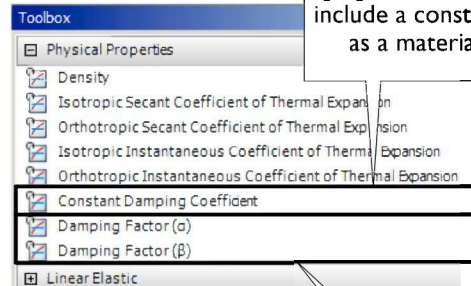 include a const
as a materia
Toolbox
Physical Properties
Density
Isotropic Secant Coefficient of Thermal Expansion
Orthotropic Secant Coefficient of Thermal Expansion
Isotropic Instantaneous Coefficient of Thermal Expansion
Orthotropic Instantaneous Coefficient of Thermal Expansion
Constant Damping Coefficient
Damping Factor (α)
Damping Factor (β)
Linear Elastic